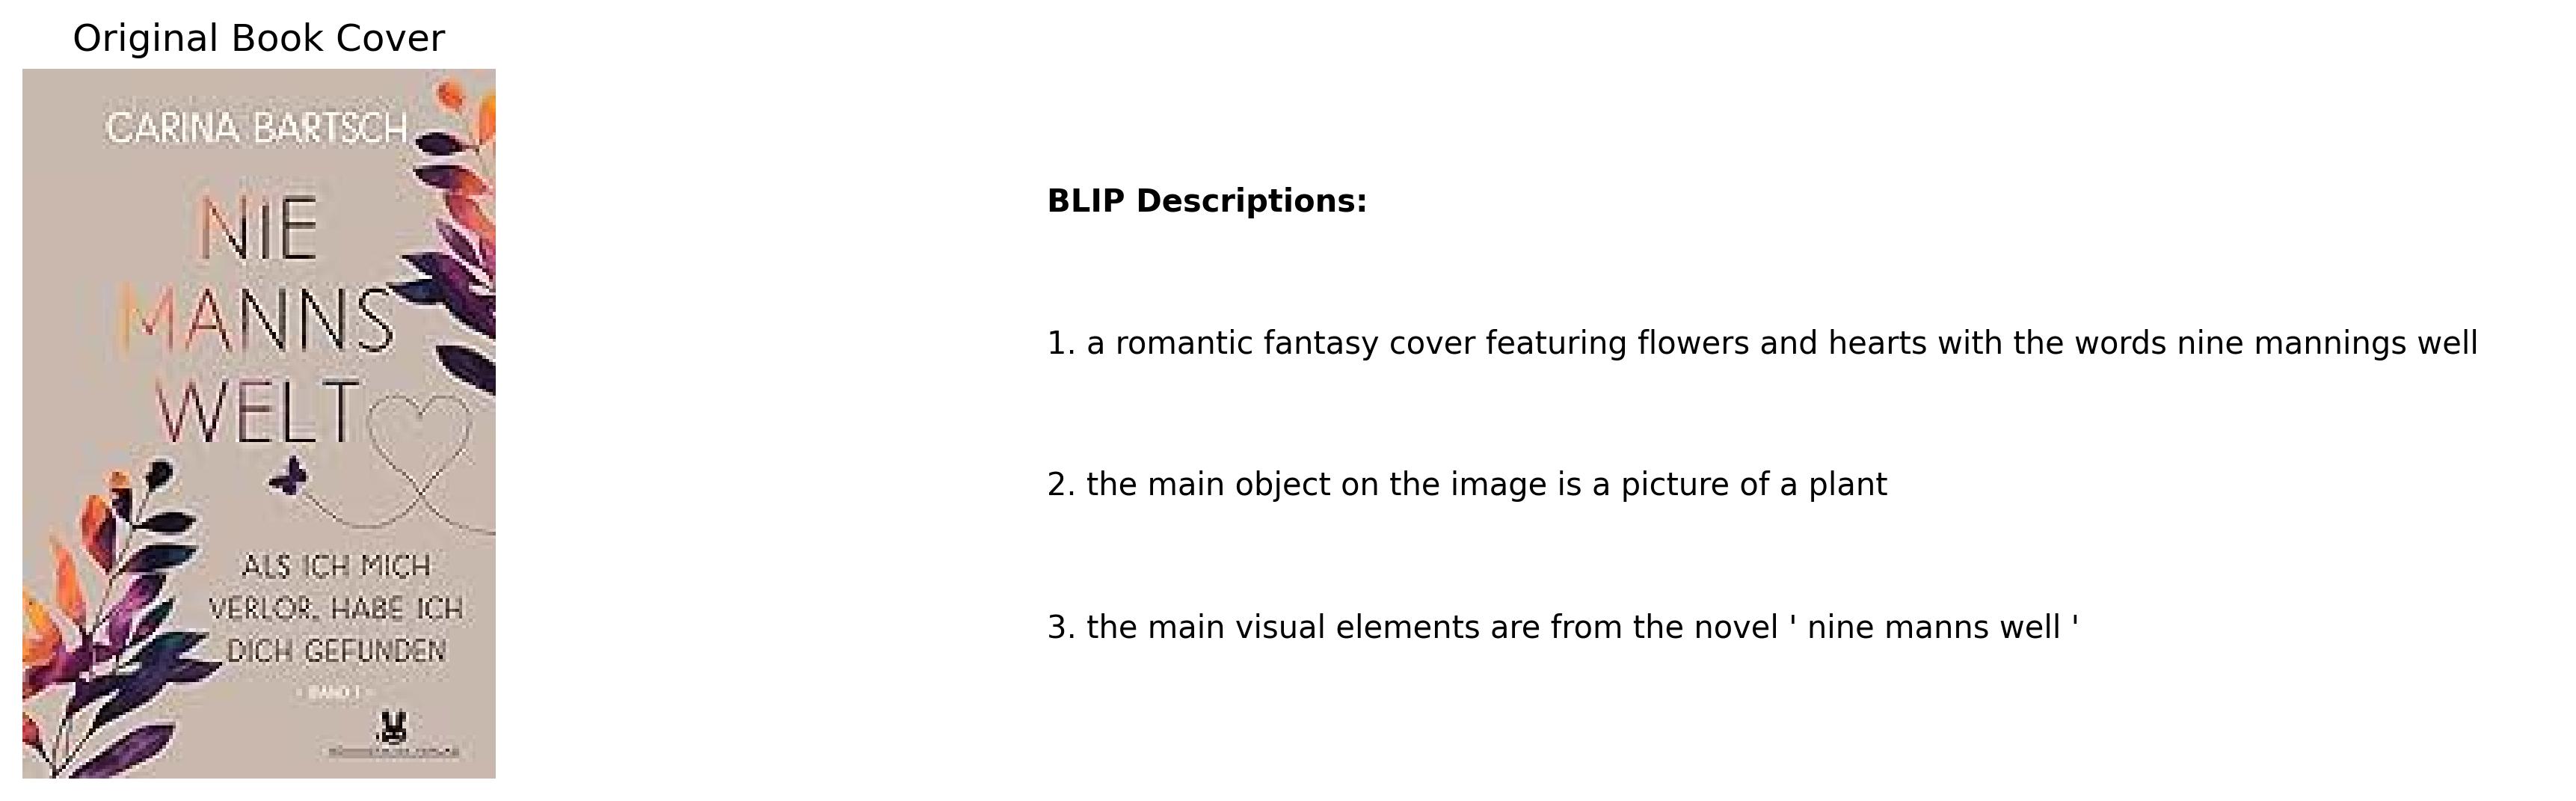 Original Book Cover
CARINA BARTSCH
NIE
MANNS
WELT
ALS ICH MICH
VERLOR, HABE ICH
DICH GEFUNDEN
- BAND 1 -
BLIP Descriptions:
1. a romantic fantasy cover featuring flowers and hearts with the words nine mannings well
2. the main object on the image is a picture of a plant
3. the main visual elements are from the novel ' nine manns well '